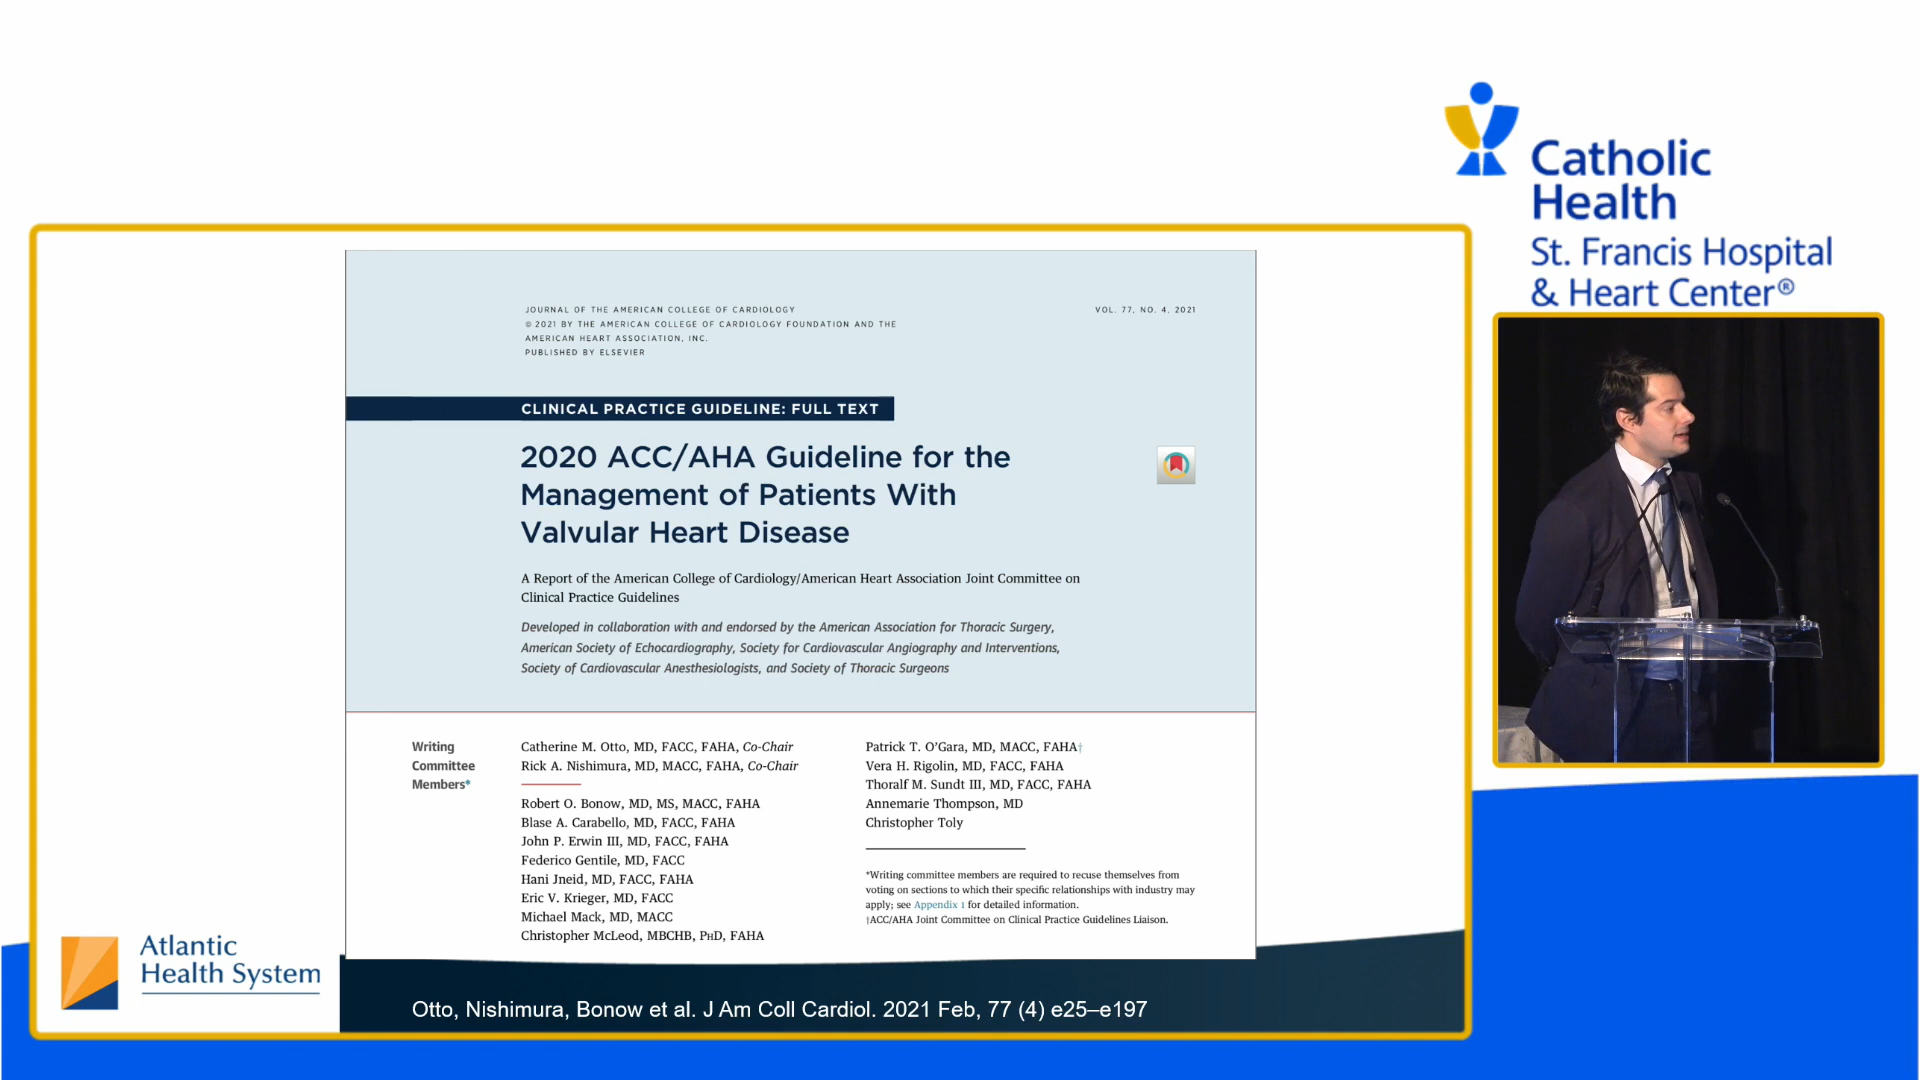 Catholic
Health
St. Francis Hospital
& Heart Center®
JOURNAL OF THE AMERICAN COLLEGE OF CARDIOLOGY
© 2021 BY THE AMERICAN COLLEGE OF CARDIOLOGY FOUNDATION AND THE
AMERICAN HEART ASSOCIATION, INC.
PUBLISHED BY ELSEVIER
VOL. 77, NO. 4, 2021
CLINICAL PRACTICE GUIDELINE: FULL TEXT
2020 ACC/AHA Guideline for the
Management of Patients With
Valvular Heart Disease
A Report of the American College of Cardiology/American Heart Association Joint Committee on
Clinical Practice Guidelines
Developed in collaboration with and endorsed by the American Association for Thoracic Surgery,
American Society of Echocardiography, Society for Cardiovascular Angiography and Interventions,
Society of Cardiovascular Anesthesiologists, and Society of Thoracic Surgeons
Writing
Committee
Members*
Catherine M. Otto, MD, FACC, FAHA, Co-Chair
Rick A. Nishimura, MD, MACC, FAHA, Co-Chair
Robert O. Bonow, MD, MS, MACC, FAHA
Blase A. Carabello, MD, FACC, FAHA
John P. Erwin III, MD, FACC, FAHA
Federico Gentile, MD, FACC
Hani Jneid, MD, FACC, FAHA
Eric V. Krieger, MD, FACC
Michael Mack, MD, MACC
Christopher McLeod, MBCHB, PHD, FAHA
Patrick T. O'Gara, MD, MACC, FAHA†
Vera H. Rigolin, MD, FACC, FAHA
Thoralf M. Sundt III, MD, FACC, FAHA
Annemarie Thompson, MD
Christopher Toly
*Writing committee members are required to recuse themselves from
voting on sections to which their specific relationships with industry may
apply; see Appendix 1 for detailed information.
†ACC/AHA Joint Committee on Clinical Practice Guidelines Liaison.
Atlantic
Health System
Otto, Nishimura, Bonow et al. J Am Coll Cardiol. 2021 Feb, 77 (4) e25–e197